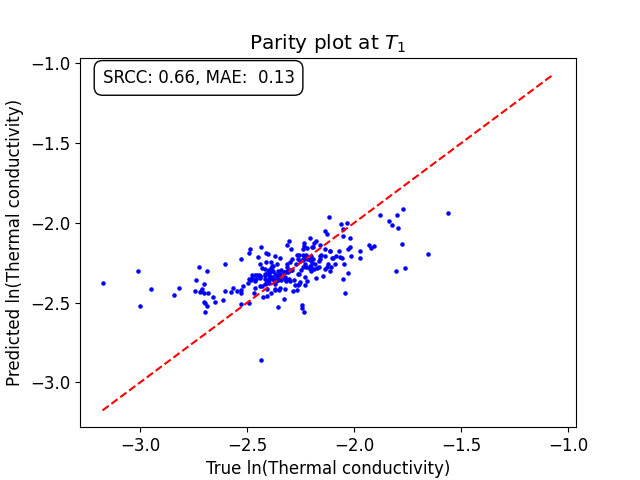 Parity plot at T₁
SRCC: 0.66, MAE:  0.13
Predicted ln(Thermal conductivity)
−1.0
−1.5
−2.0
−2.5
−3.0
−3.0
−2.5
−2.0
−1.5
−1.0
True ln(Thermal conductivity)